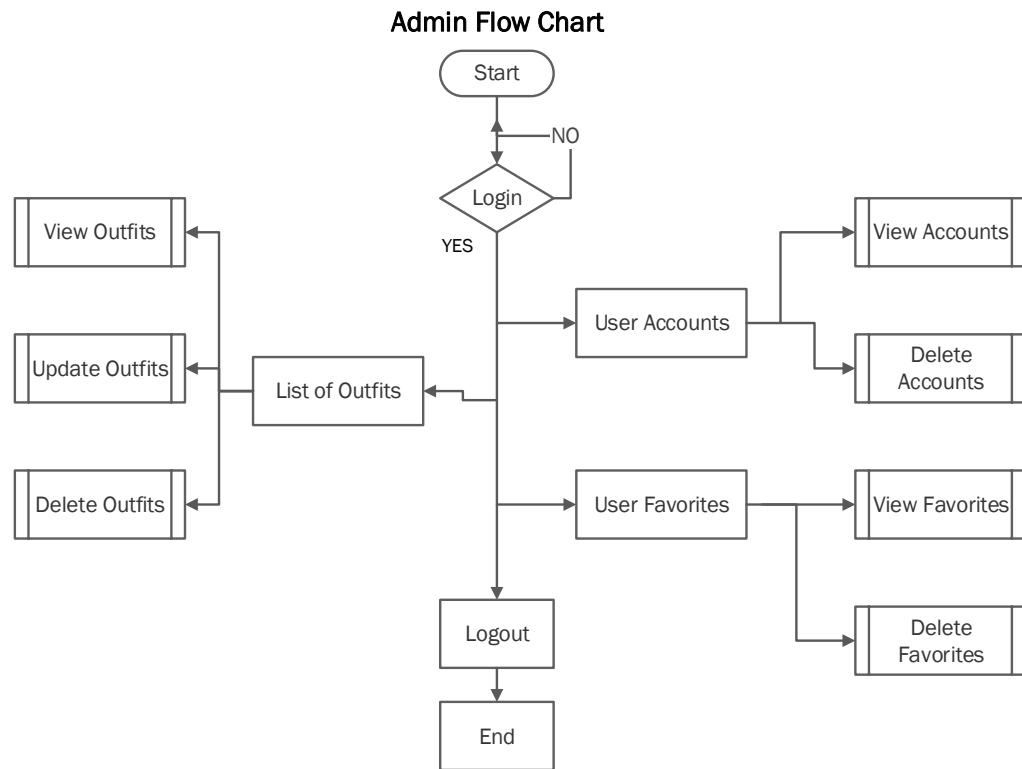 Admin Flow Chart
Start
NO
Login
YES
View Outfits
View Accounts
User Accounts
Update Outfits
List of Outfits
Delete
Accounts
Delete Outfits
User Favorites
View Favorites
Logout
Delete
Favorites
End